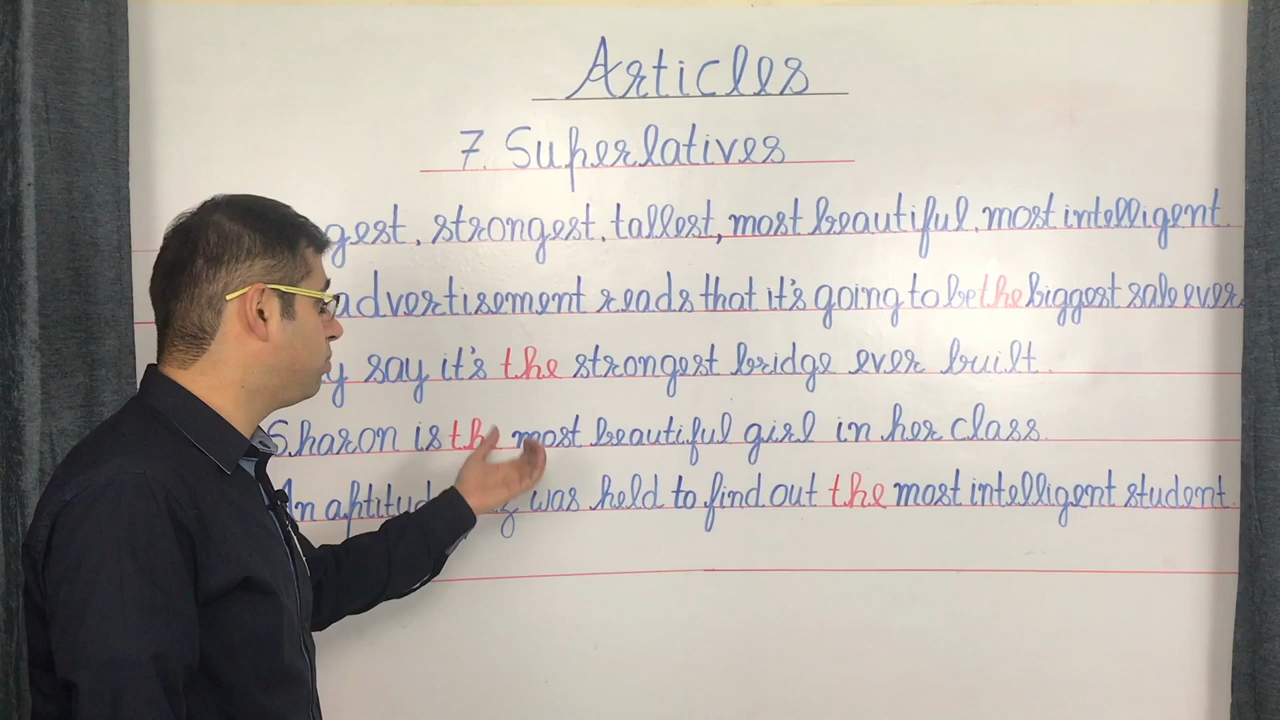 Articles
7. Superlatives
gest, strongest, tallest, most beautiful, most intelligent.
advertisement reads that it's going to be the biggest sale ever.
y say it's the strongest bridge ever built.
Sharon is the most beautiful girl in her class.
An was held to find out the most intelligent student.